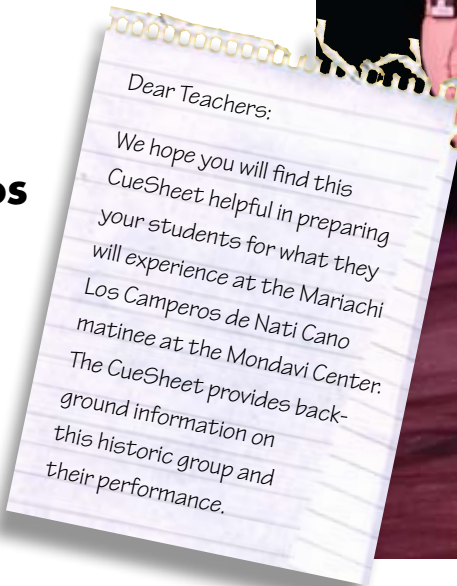 os
Dear Teachers:
We hope you will find this
CueSheet helpful in preparing
your students for what they
will experience at the Mariachi
Los Camperos de Nati Cano
matinee at the Mondavi Center.
The CueSheet provides back-
ground information on
this historic group and
their performance.